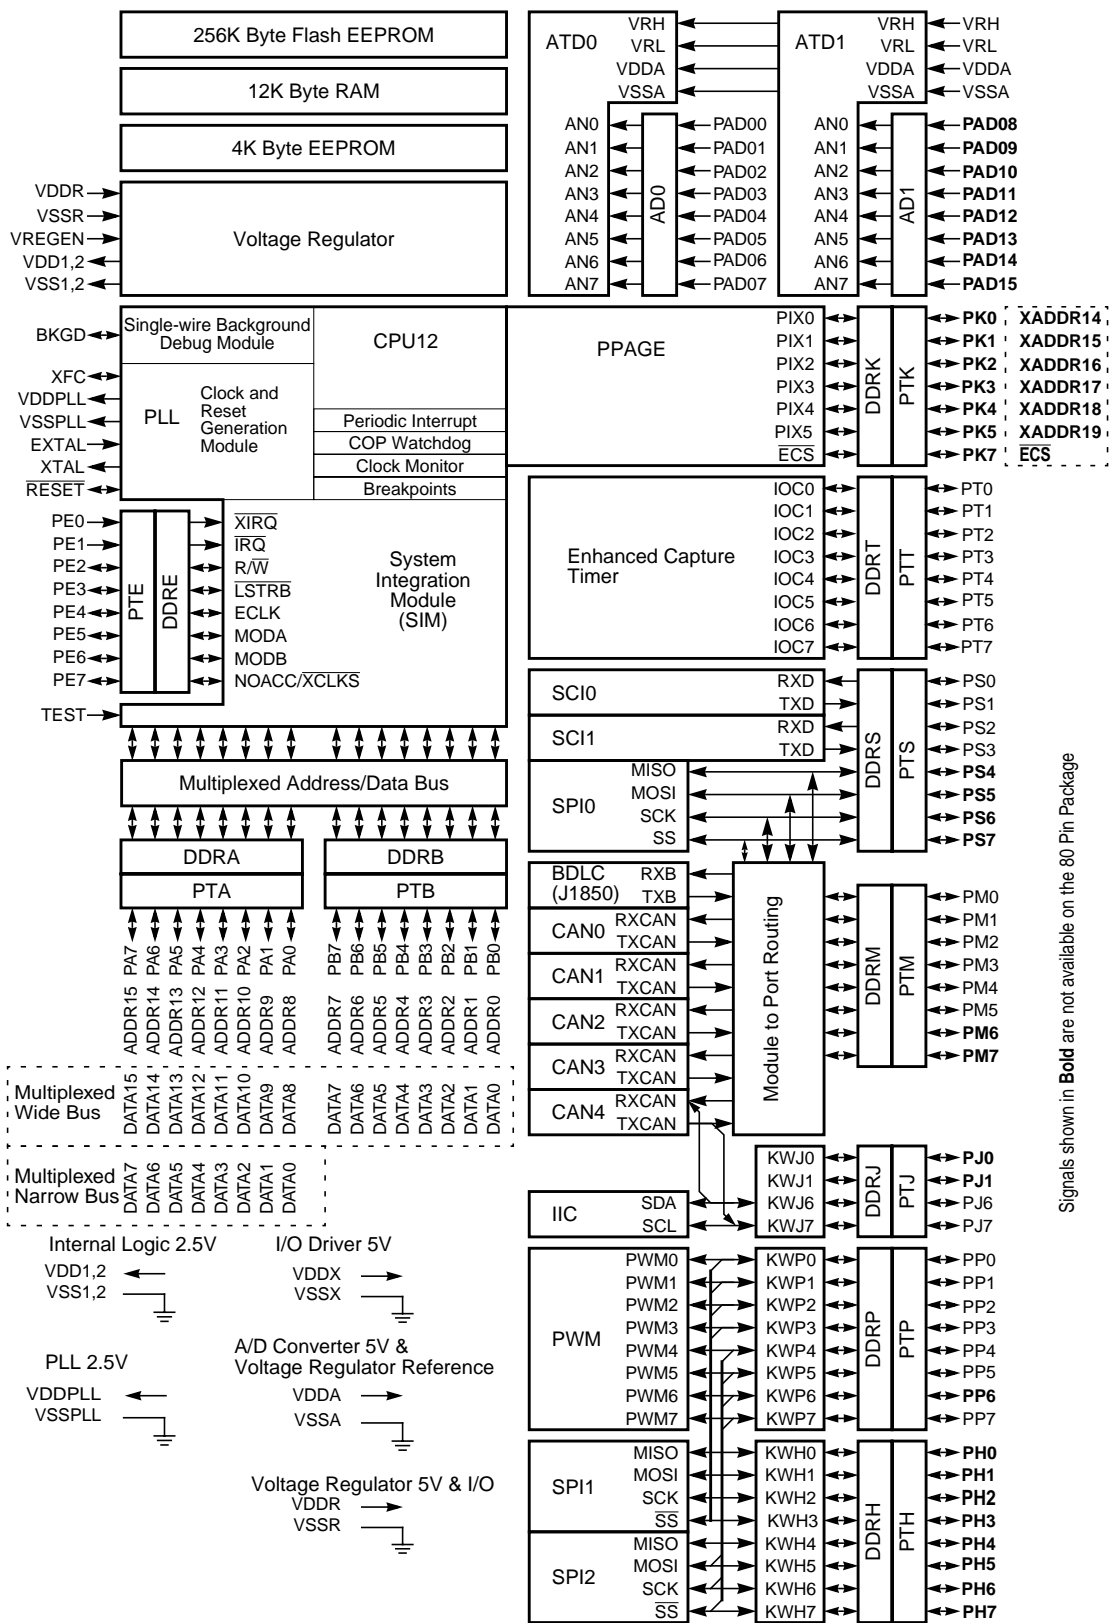 256K Byte Flash EEPROM
12K Byte RAM
4K Byte EEPROM
VDDR
VSSR
VREGEN
VDD1,2
VSS1,2
Voltage Regulator
ATD0
VRH
VRL
VDDA
VSSA
AN0
AN1
AN2
AN3
AN4
AN5
AN6
AN7
AD0
PAD00
PAD01
PAD02
PAD03
PAD04
PAD05
PAD06
PAD07
ATD1
VRH
VRL
VDDA
VSSA
VRH
VRL
VDDA
VSSA
AN0
AN1
AN2
AN3
AN4
AN5
AN6
AN7
AD1
PAD08
PAD09
PAD10
PAD11
PAD12
PAD13
PAD14
PAD15
BKGD
XFC
VDDPLL
VSSPLL
EXTAL
XTAL
RESET
Single-wire Background
Debug Module
PLL
Clock and
Reset
Generation
Module
CPU12
Periodic Interrupt
COP Watchdog
Clock Monitor
Breakpoints
PPAGE
PIX0
PIX1
PIX2
PIX3
PIX4
PIX5
ECS
DDRK
PTK
PK0 XADDR14
PK1 XADDR15
PK2 XADDR16
PK3 XADDR17
PK4 XADDR18
PK5 XADDR19
PK7 ECS
PE0
PE1
PE2
PE3
PE4
PE5
PE6
PE7
TEST
PTE
DDRE
XIRQ
IRQ
R/W
LSTRB
ECLK
MODA
MODB
NOACC/XCLKS
System
Integration
Module
(SIM)
Enhanced Capture
Timer
IOC0
IOC1
IOC2
IOC3
IOC4
IOC5
IOC6
IOC7
DDRT
PTT
PT0
PT1
PT2
PT3
PT4
PT5
PT6
PT7
SCI0
RXD
TXD
SCI1
RXD
TXD
SPI0
MISO
MOSI
SCK
SS
DDRS
PTS
PS0
PS1
PS2
PS3
PS4
PS5
PS6
PS7
Multiplexed Address/Data Bus
DDRA
PTA
DDRB
PTB
PA7
PA6
PA5
PA4
PA3
PA2
PA1
PA0
PB7
PB6
PB5
PB4
PB3
PB2
PB1
PB0
ADDR15
ADDR14
ADDR13
ADDR12
ADDR11
ADDR10
ADDR9
ADDR8
ADDR7
ADDR6
ADDR5
ADDR4
ADDR3
ADDR2
ADDR1
ADDR0
Multiplexed
Wide Bus
DATA15
DATA14
DATA13
DATA12
DATA11
DATA10
DATA9
DATA8
DATA7
DATA6
DATA5
DATA4
DATA3
DATA2
DATA1
DATA0
Multiplexed
Narrow Bus
DATA7
DATA6
DATA5
DATA4
DATA3
DATA2
DATA1
DATA0
BDLC
(J1850)
RXB
TXB
CAN0
RXCAN
TXCAN
CAN1
RXCAN
TXCAN
CAN2
RXCAN
TXCAN
CAN3
RXCAN
TXCAN
CAN4
RXCAN
TXCAN
Module to Port Routing
DDRM
PTM
PM0
PM1
PM2
PM3
PM4
PM5
PM6
PM7
IIC
SDA
SCL
KWJ0
KWJ1
KWJ6
KWJ7
DDRJ
PTJ
PJ0
PJ1
PJ6
PJ7
PWM
PWM0
PWM1
PWM2
PWM3
PWM4
PWM5
PWM6
PWM7
KWP0
KWP1
KWP2
KWP3
KWP4
KWP5
KWP6
KWP7
DDRP
PTP
PP0
PP1
PP2
PP3
PP4
PP5
PP6
PP7
SPI1
MISO
MOSI
SCK
SS
SPI2
MISO
MOSI
SCK
SS
KWH0
KWH1
KWH2
KWH3
KWH4
KWH5
KWH6
KWH7
DDRH
PTH
PH0
PH1
PH2
PH3
PH4
PH5
PH6
PH7
Internal Logic 2.5V
VDD1,2
VSS1,2
I/O Driver 5V
VDDX
VSSX
PLL 2.5V
VDDPLL
VSSPLL
A/D Converter 5V &
Voltage Regulator Reference
VDDA
VSSA
Voltage Regulator 5V & I/O
VDDR
VSSR
Signals shown in Bold are not available on the 80 Pin Package